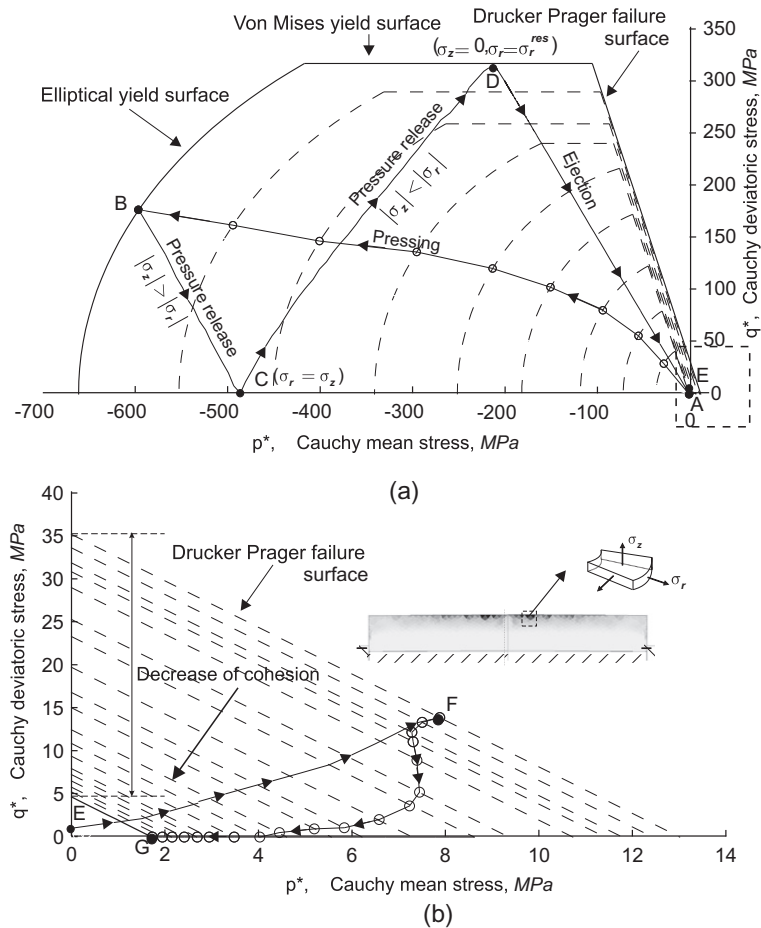 Von Mises yield surface
Drucker Prager failure
surface
(σz= 0,σr=σr^res)
D
Elliptical yield surface
350
300
250
200
150
100
50
0
q*, Cauchy deviatoric stress, MPa
B
Pressure release
|σz|>|σr|
Pressure release
|σz|<|σr|
Pressing
Ejection
C (σr = σz)
E
A
-700
-600
-500
-400
-300
-200
-100
0
p*, Cauchy mean stress, MPa
(a)
40
35
30
25
20
15
10
5
0
q*, Cauchy deviatoric stress, MPa
Drucker Prager failure
surface
σz
σr
Decrease of cohesion
F
E
G
0
2
4
6
8
10
12
14
p*, Cauchy mean stress, MPa
(b)